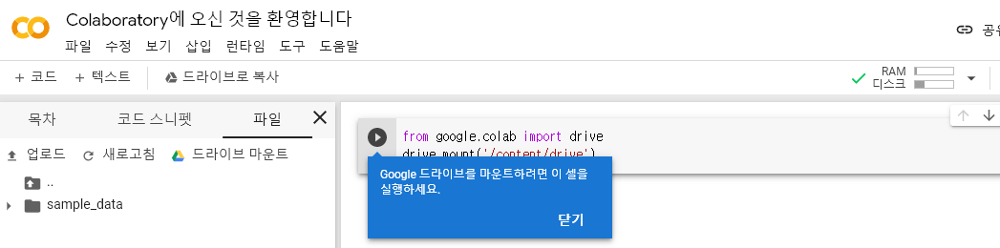 Colaboratory에 오신 것을 환영합니다
파일 수정 보기 삽입 런타임 도구 도움말
공유
+ 코드 + 텍스트 드라이브로 복사
RAM
디스크
목차 코드 스니펫 파일
업로드 새로고침 드라이브 마운트
..
sample_data
from google.colab import drive
drive.mount('/content/drive')
Google 드라이브를 마운트하려면 이 셀을
실행하세요.
닫기